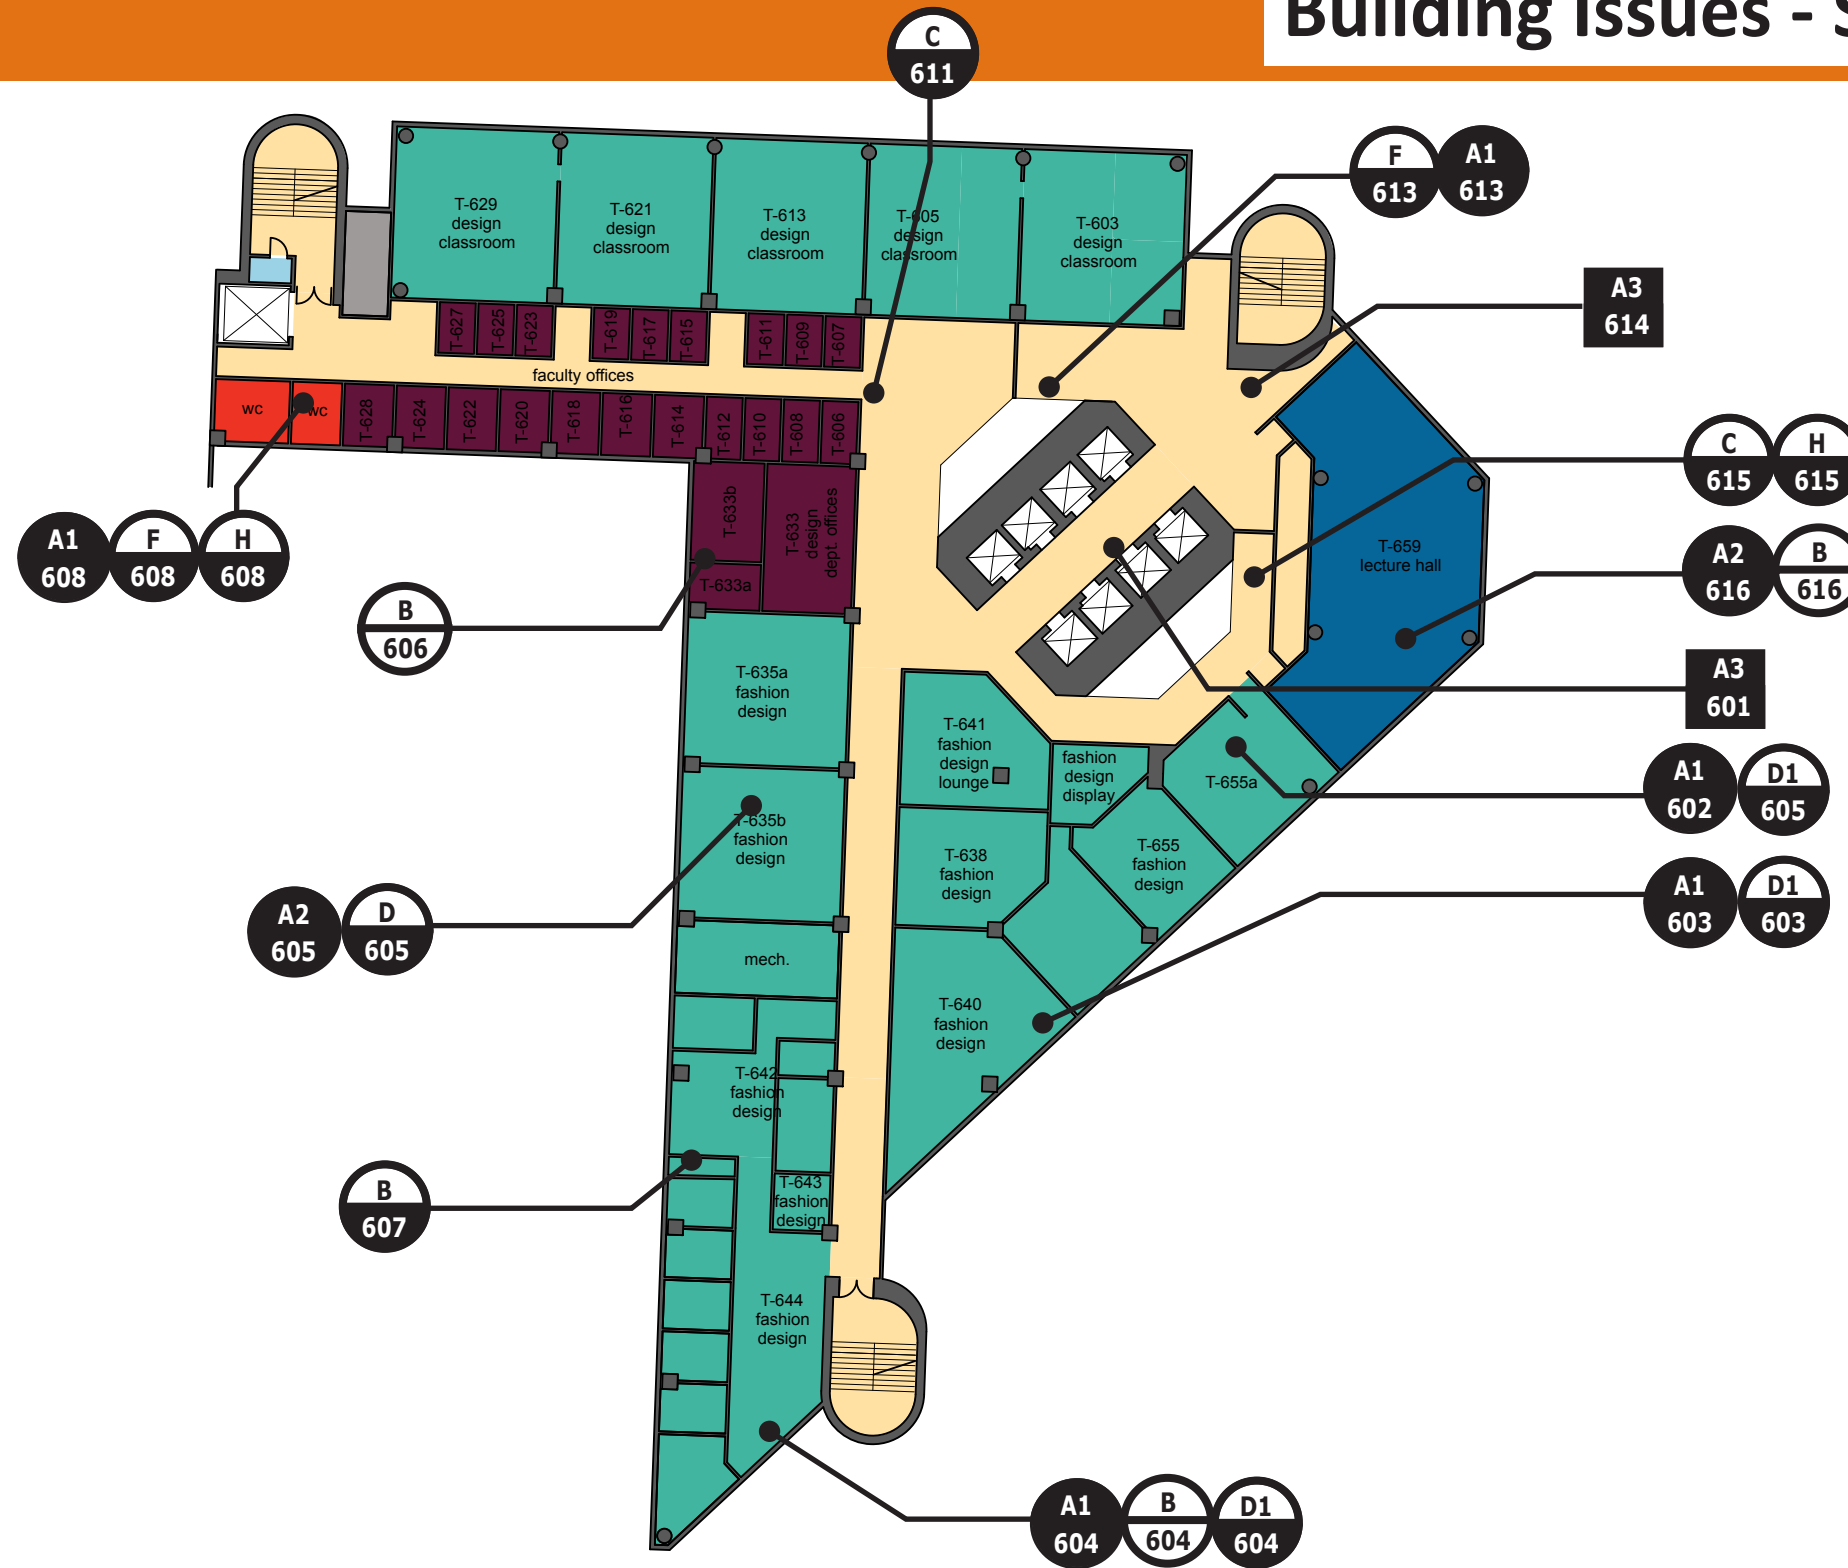 Building Issues - S
C
611
F
613
A1
613
T-629
design
classroom
T-621
design
classroom
T-613
design
classroom
T-605
design
classroom
T-603
design
classroom
A3
614
T-627
T-625
T-623
T-619
T-617
T-615
T-611
T-609
T-607
faculty offices
wc
wc
T-628
T-624
T-622
T-620
T-618
T-616
T-614
T-612
T-610
T-608
T-606
C
615
H
615
A1
608
F
608
H
608
T-633b
T-633
design
dept. offices
T-633a
T-659
lecture hall
A2
616
B
616
B
606
A3
601
T-635a
fashion
design
T-641
fashion
design
lounge
fashion
design
display
T-655a
A1
602
D1
605
T-635b
fashion
design
T-638
fashion
design
T-655
fashion
design
A1
603
D1
603
A2
605
D
605
mech.
T-640
fashion
design
T-642
fashion
design
B
607
T-643
fashion
design
T-644
fashion
design
A1
604
B
604
D1
604